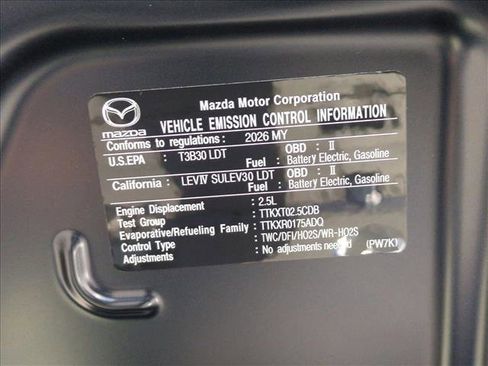 Mazda Motor Corporation
mazda
VEHICLE EMISSION CONTROL INFORMATION
Conforms to regulations: 2026 MY
U.S.EPA : T3B30 LDT OBD : II
Fuel : Battery Electric, Gasoline
California : LEVIV SULEV30 LDT OBD : II
Fuel : Battery Electric, Gasoline
Engine Displacement : 2.5L
Test Group : TTKXT02.5CDB
Evaporative/Refueling Family : TTKXR0175ADQ
Control Type : TWC/DFI/HO2S/WR-HO2S
Adjustments : No adjustments needed (PW7K)